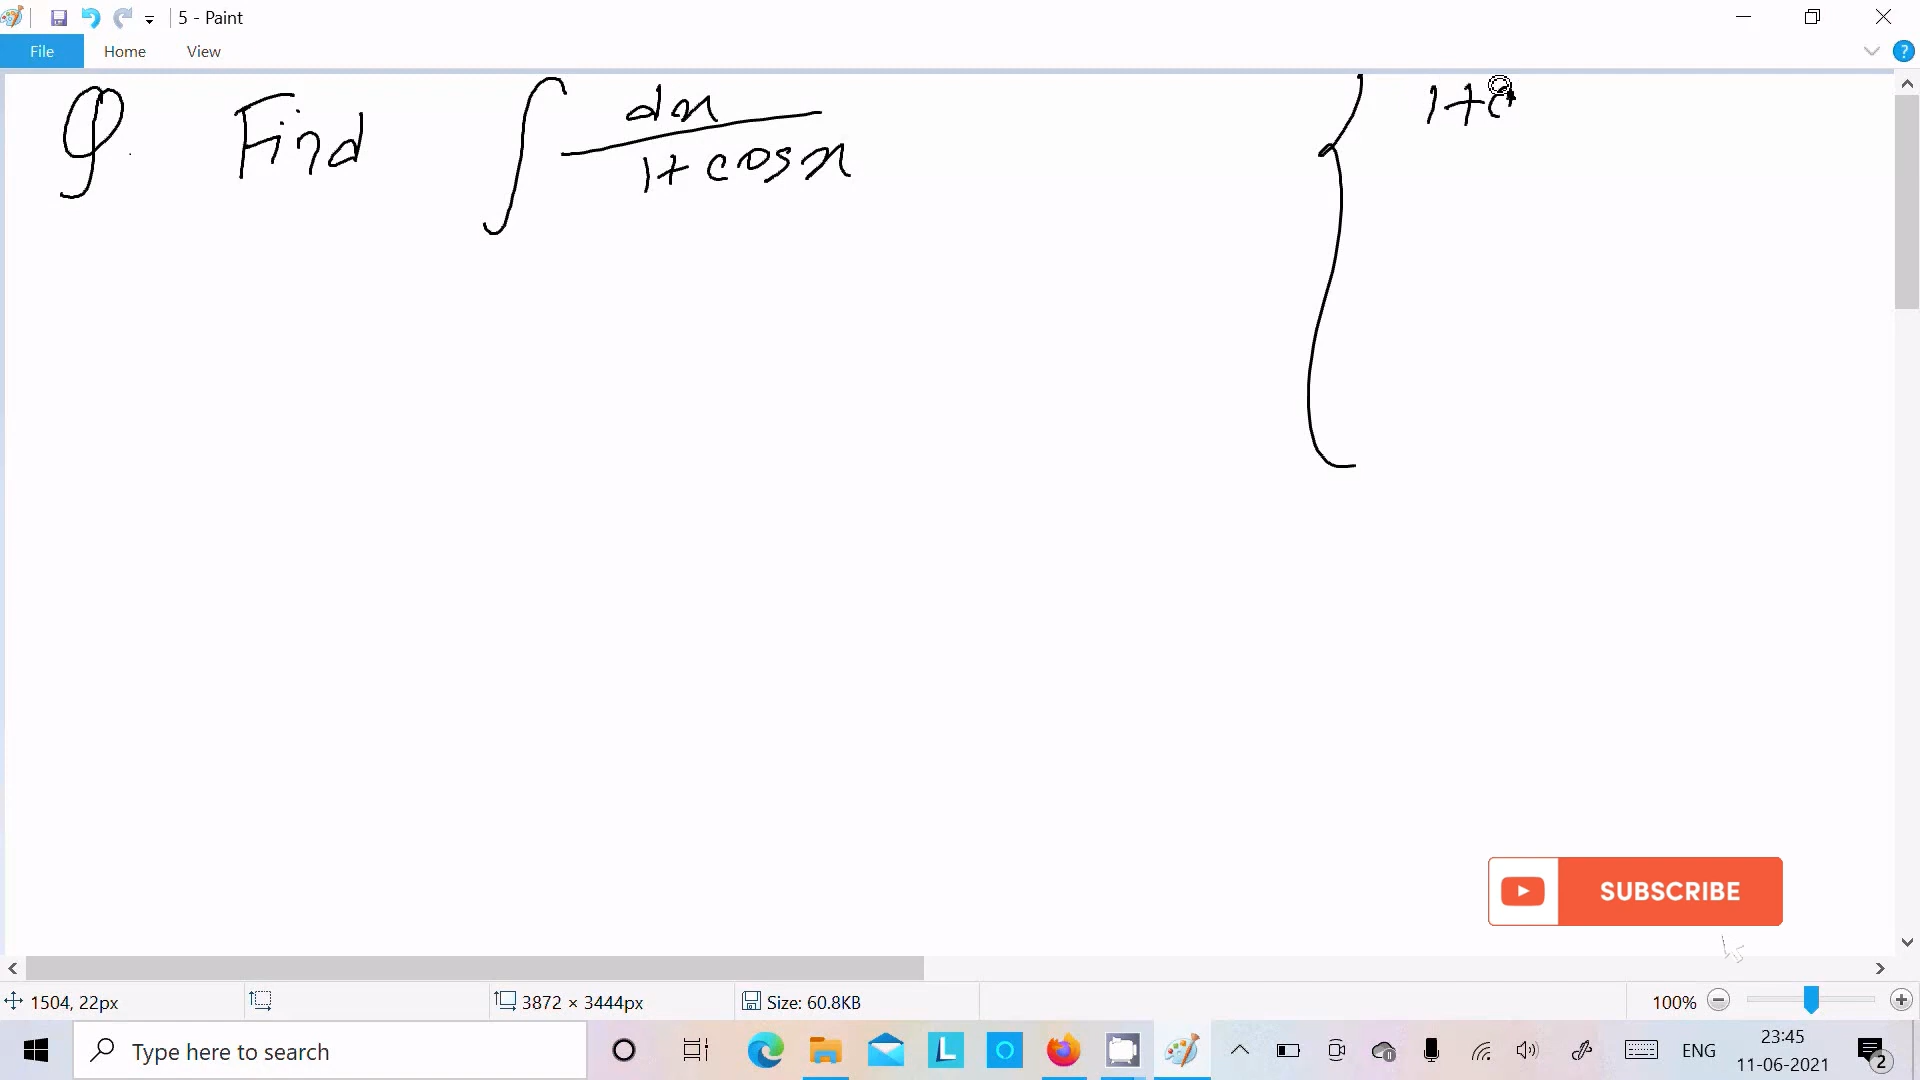 5 - Paint
File Home View
Q. Find ∫ dx / 1 + cosx
1+c
SUBSCRIBE
1504, 22px 3872 × 3444px Size: 60.8KB 100%
Type here to search
L
O
ENG
23:45
11-06-2021
2